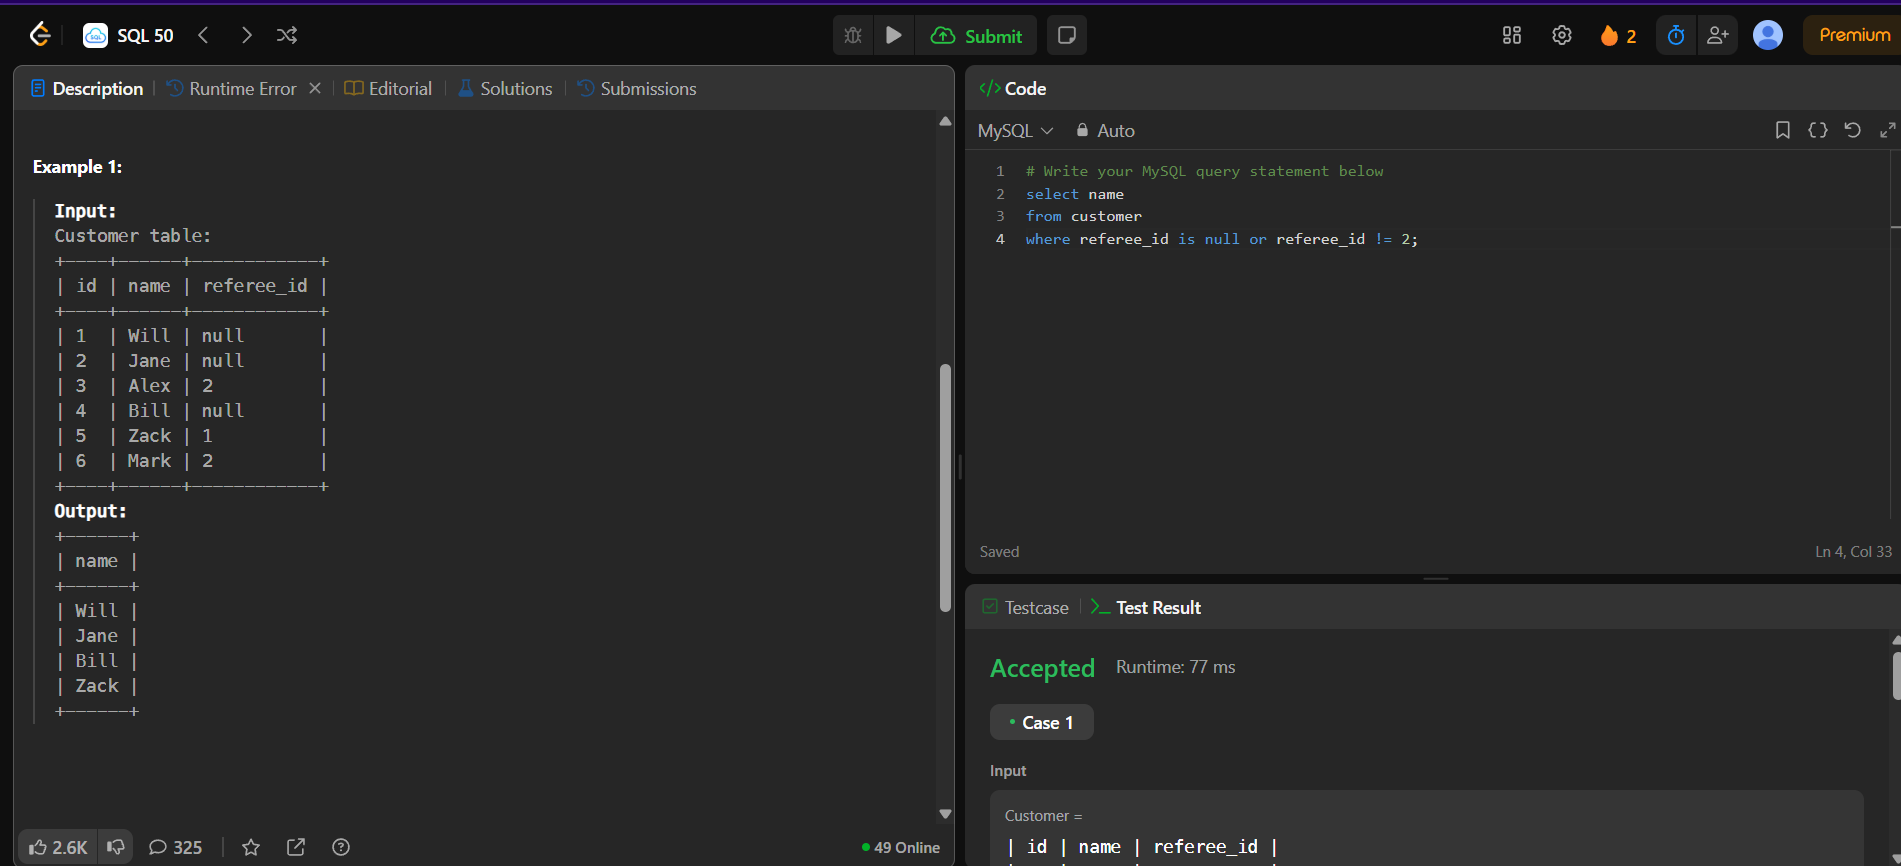 SQL 50
Submit
2
Premium
Description
Runtime Error
Editorial
Solutions
Submissions
Example 1:
Input:
Customer table:
+----+------+------------+
| id | name | referee_id |
+----+------+------------+
| 1  | Will | null       |
| 2  | Jane | null       |
| 3  | Alex | 2          |
| 4  | Bill | null       |
| 5  | Zack | 1          |
| 6  | Mark | 2          |
+----+------+------------+
Output:
+------+
| name |
+------+
| Will |
| Jane |
| Bill |
| Zack |
+------+
2.6K
325
49 Online
</> Code
MySQL
Auto
1 # Write your MySQL query statement below
2 select name
3 from customer
4 where referee_id is null or referee_id != 2;
Saved
Ln 4, Col 33
Testcase
>_ Test Result
Accepted Runtime: 77 ms
• Case 1
Input
Customer =
| id | name | referee_id |